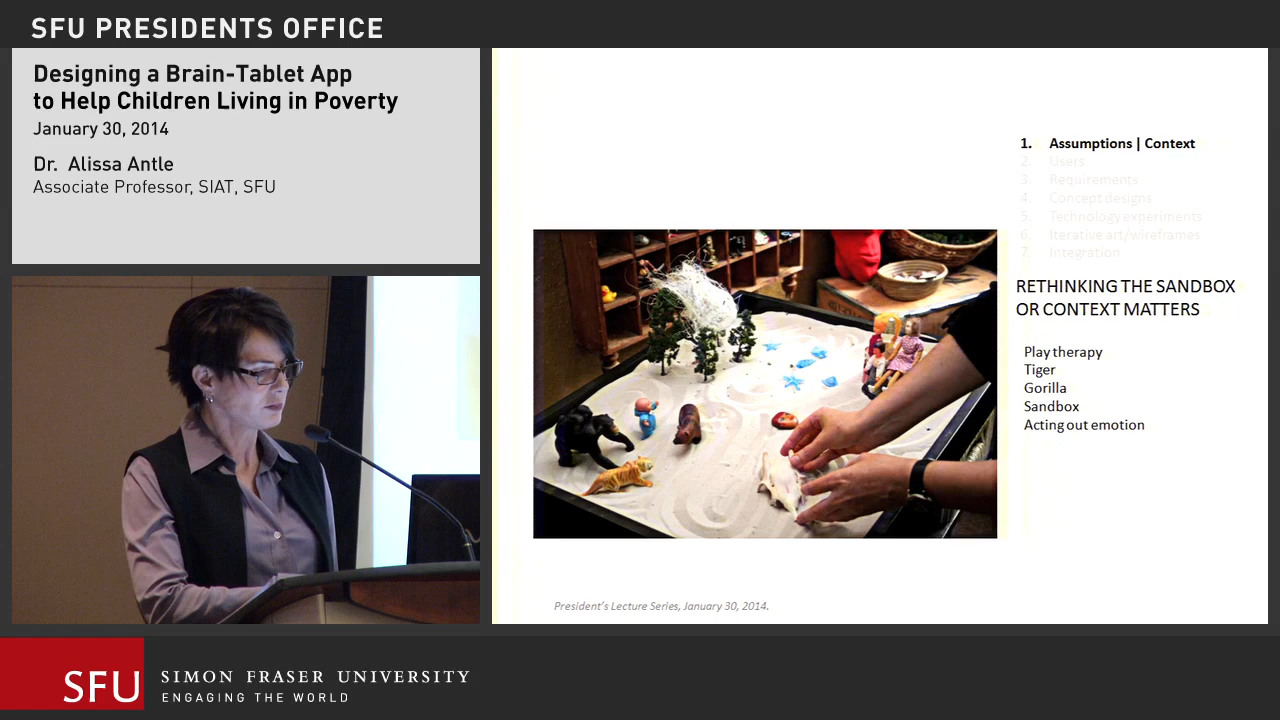 SFU PRESIDENTS OFFICE
Designing a Brain-Tablet App
to Help Children Living in Poverty
January 30, 2014
Dr. Alissa Antle
Associate Professor, SIAT, SFU
1. Assumptions | Context
2. Users
3. Requirements
4. Concept designs
5. Technology experiments
6. Iterative art/wireframes
7. Integration
RETHINKING THE SANDBOX
OR CONTEXT MATTERS
Play therapy
Tiger
Gorilla
Sandbox
Acting out emotion
President's Lecture Series, January 30, 2014.
SFU
SIMON FRASER UNIVERSITY
ENGAGING THE WORLD